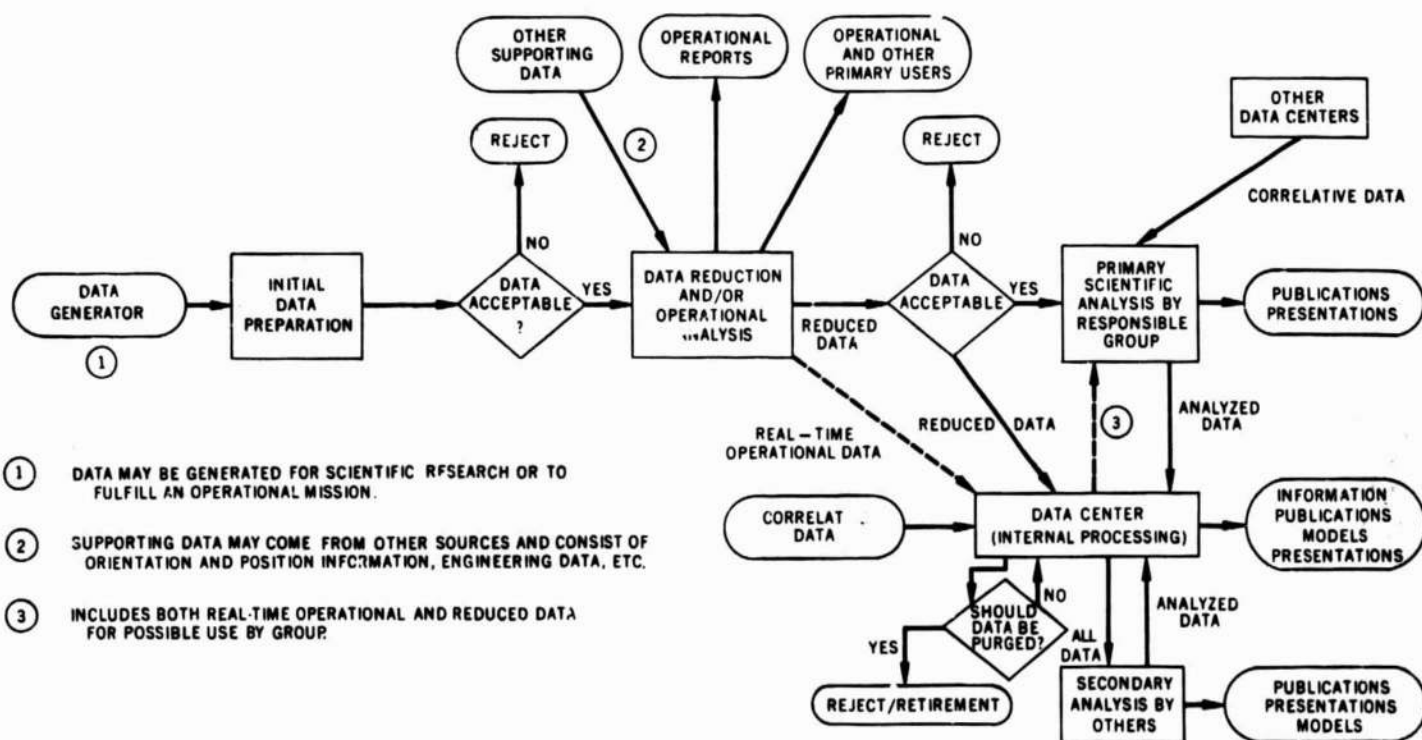 OTHER
SUPPORTING
DATA
OPERATIONAL
REPORTS
OPERATIONAL
AND OTHER
PRIMARY USERS
OTHER
DATA CENTERS
REJECT
2
REJECT
CORRELATIVE DATA
NO
NO
DATA
GENERATOR
1
INITIAL
DATA
PREPARATION
DATA
ACCEPTABLE
?
YES
DATA REDUCTION
AND/OR
OPERATIONAL
REDUCED
DATA
DATA
ACCEPTABLE
YES
PRIMARY
SCIENTIFIC
ANALYSIS BY
RESPONSIBLE
GROUP
PUBLICATIONS
PRESENTATIONS
REAL-TIME
OPERATIONAL DATA
REDUCED DATA
3
ANALYZED
DATA
1 DATA MAY BE GENERATED FOR SCIENTIFIC RESEARCH OR TO
FULFILL AN OPERATIONAL MISSION.
2 SUPPORTING DATA MAY COME FROM OTHER SOURCES AND CONSIST OF
ORIENTATION AND POSITION INFORMATION, ENGINEERING DATA, ETC.
3 INCLUDES BOTH REAL-TIME OPERATIONAL AND REDUCED DATA
FOR POSSIBLE USE BY GROUP.
CORRELAT
DATA
DATA CENTER
(INTERNAL PROCESSING)
INFORMATION
PUBLICATIONS
MODELS
PRESENTATIONS
SHOULD
DATA BE
PURGED?
NO
YES
ALL
DATA
ANALYZED
DATA
REJECT/RETIREMENT
SECONDARY
ANALYSIS BY
OTHERS
PUBLICATIONS
PRESENTATIONS
MODELS